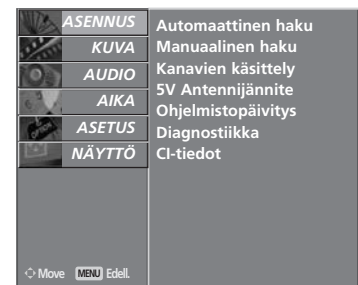 ASENNUS
KUVA
AUDIO
AIKA
ASETUS
NÄYTTÖ
Automaattinen haku
Manuaalinen haku
Kanavien käsittely
5V Antennijännite
Ohjelmistopäivitys
Diagnostiikka
CI-tiedot
Move MENU Edell.